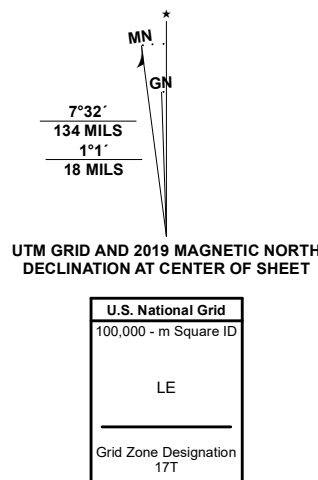 ★
MN
GN
7°32´
134 MILS
1°1´
18 MILS
UTM GRID AND 2019 MAGNETIC NORTH
DECLINATION AT CENTER OF SHEET
U.S. National Grid
100,000 - m Square ID
LE
Grid Zone Designation
17T